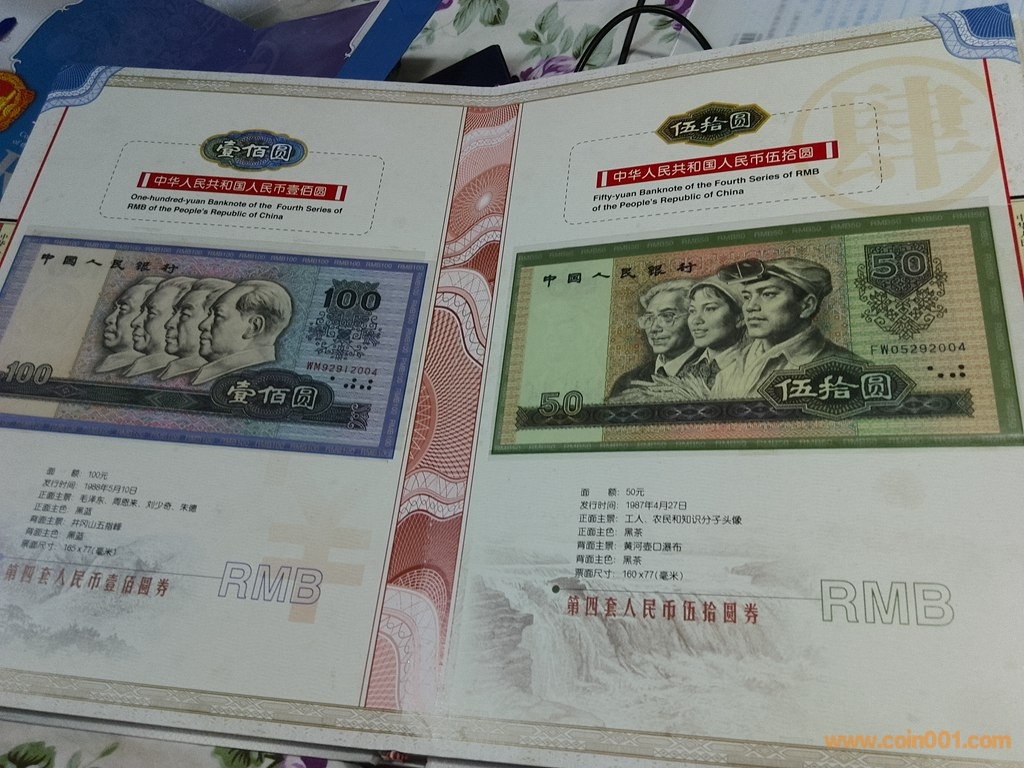 壹佰圆
中华人民共和国人民币壹佰圆
One-hundred-yuan Banknote of the Fourth Series of
RMB of the People's Republic of China
RMB100
中国人民银行
100
WM92912004
100
壹佰圆
面 额: 100元
发行时间: 1988年5月10日
正面主景: 毛泽东、周恩来、刘少奇、朱德
正面主色: 黑蓝
背面主景: 井冈山五指峰
背面主色: 黑蓝
票面尺寸: 165x77(毫米)
第四套人民币壹佰圆券
RMB
肆
伍拾圆
中华人民共和国人民币伍拾圆
Fifty-yuan Banknote of the Fourth Series of RMB
of the People's Republic of China
RMB50
中国人民银行
50
FW05292004
50
伍拾圆
面 额: 50元
发行时间: 1987年4月27日
正面主景: 工人、农民和知识分子头像
正面主色: 黑茶
背面主景: 黄河壶口瀑布
背面主色: 黑茶
票面尺寸: 160x77(毫米)
第四套人民币伍拾圆券
RMB
www.coin001.com